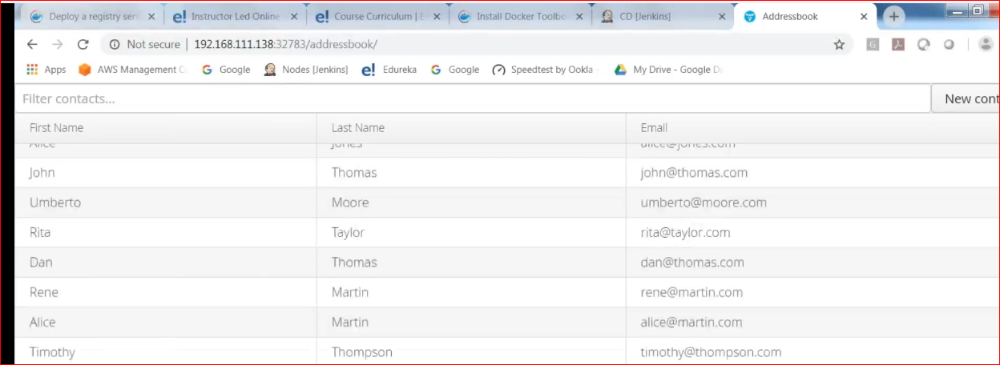 Deploy a registry ser Instructor Led Online Course Curriculum | E Install Docker Toolbo CD [Jenkins] Addressbook
Not secure | 192.168.111.138:32783/addressbook/
Apps AWS Management C Google Nodes [Jenkins] e! Edureka Google Speedtest by Ookla - My Drive - Google D
Filter contacts... New cont
First Name Last Name Email
Alice Jones alice@jones.com
John Thomas john@thomas.com
Umberto Moore umberto@moore.com
Rita Taylor rita@taylor.com
Dan Thomas dan@thomas.com
Rene Martin rene@martin.com
Alice Martin alice@martin.com
Timothy Thompson timothy@thompson.com